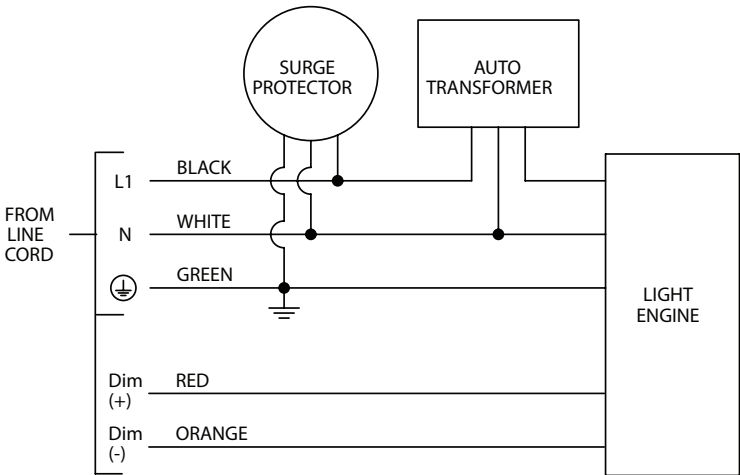 SURGE
PROTECTOR
AUTO
TRANSFORMER
FROM
LINE
CORD
L1
BLACK
N
WHITE
GREEN
LIGHT
ENGINE
Dim
(+)
RED
Dim
(-)
ORANGE